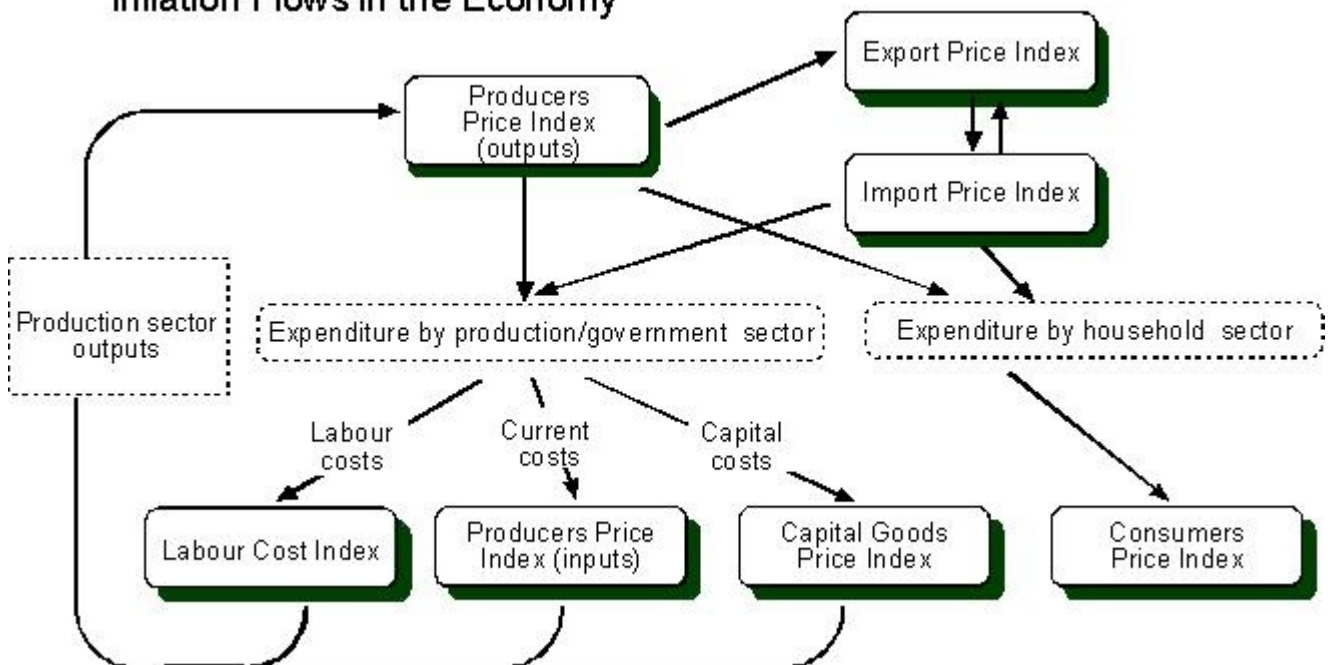 Inflation Flows in the Economy
Export Price Index
Producers
Price Index
(outputs)
Import Price Index
Production sector
outputs
Expenditure by production/government sector
Expenditure by household sector
Labour
costs
Current
costs
Capital
costs
Labour Cost Index
Producers Price
Index (inputs)
Capital Goods
Price Index
Consumers
Price Index